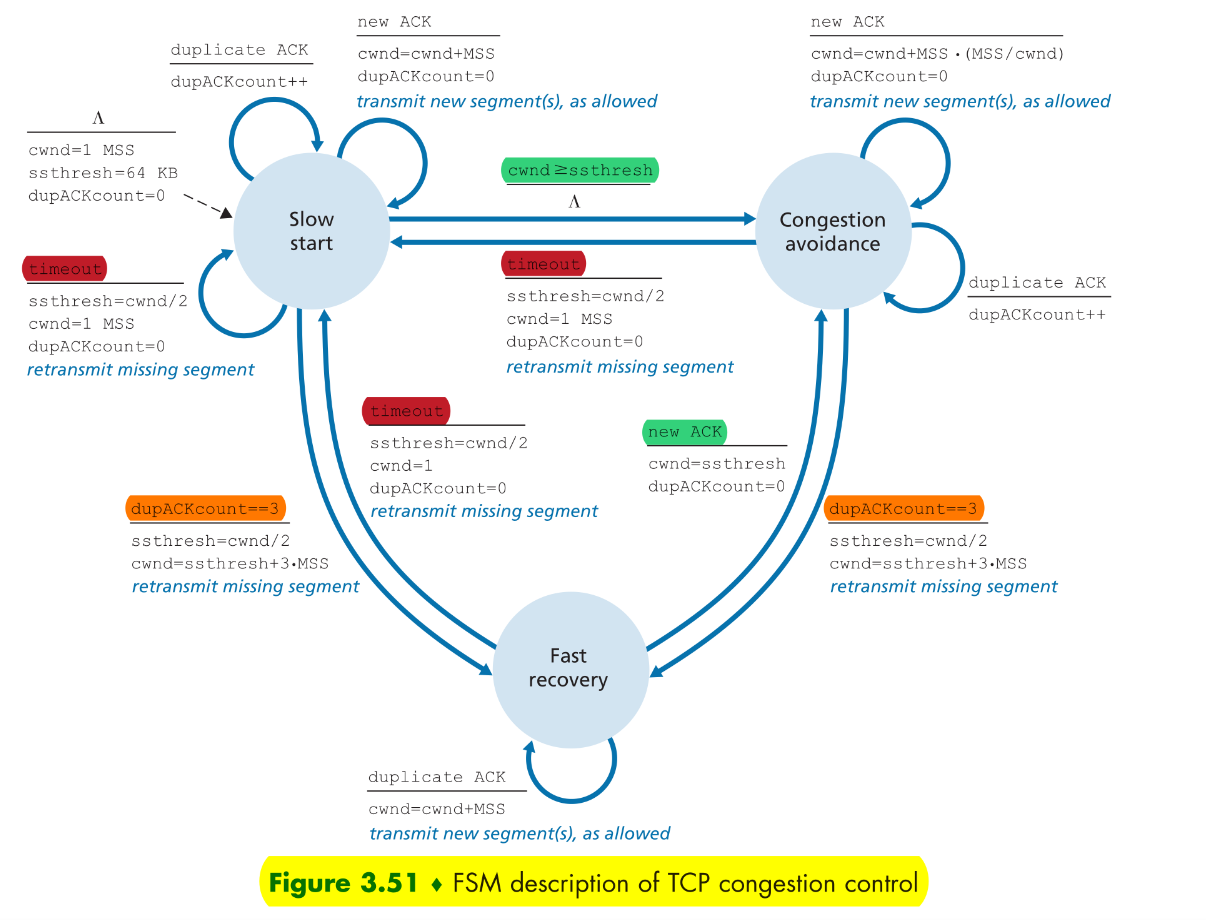 new ACK
cwnd=cwnd+MSS
dupACKcount=0
transmit new segment(s), as allowed
new ACK
cwnd=cwnd+MSS·(MSS/cwnd)
dupACKcount=0
transmit new segment(s), as allowed
duplicate ACK
dupACKcount++
Λ
cwnd=1 MSS
ssthresh=64 KB
dupACKcount=0
cwnd≥ssthresh
Λ
Slow
start
Congestion
avoidance
timeout
ssthresh=cwnd/2
cwnd=1 MSS
dupACKcount=0
retransmit missing segment
timeout
ssthresh=cwnd/2
cwnd=1 MSS
dupACKcount=0
retransmit missing segment
duplicate ACK
dupACKcount++
timeout
ssthresh=cwnd/2
cwnd=1
dupACKcount=0
retransmit missing segment
new ACK
cwnd=ssthresh
dupACKcount=0
dupACKcount==3
ssthresh=cwnd/2
cwnd=ssthresh+3·MSS
retransmit missing segment
dupACKcount==3
ssthresh=cwnd/2
cwnd=ssthresh+3·MSS
retransmit missing segment
Fast
recovery
duplicate ACK
cwnd=cwnd+MSS
transmit new segment(s), as allowed
Figure 3.51 ♦ FSM description of TCP congestion control